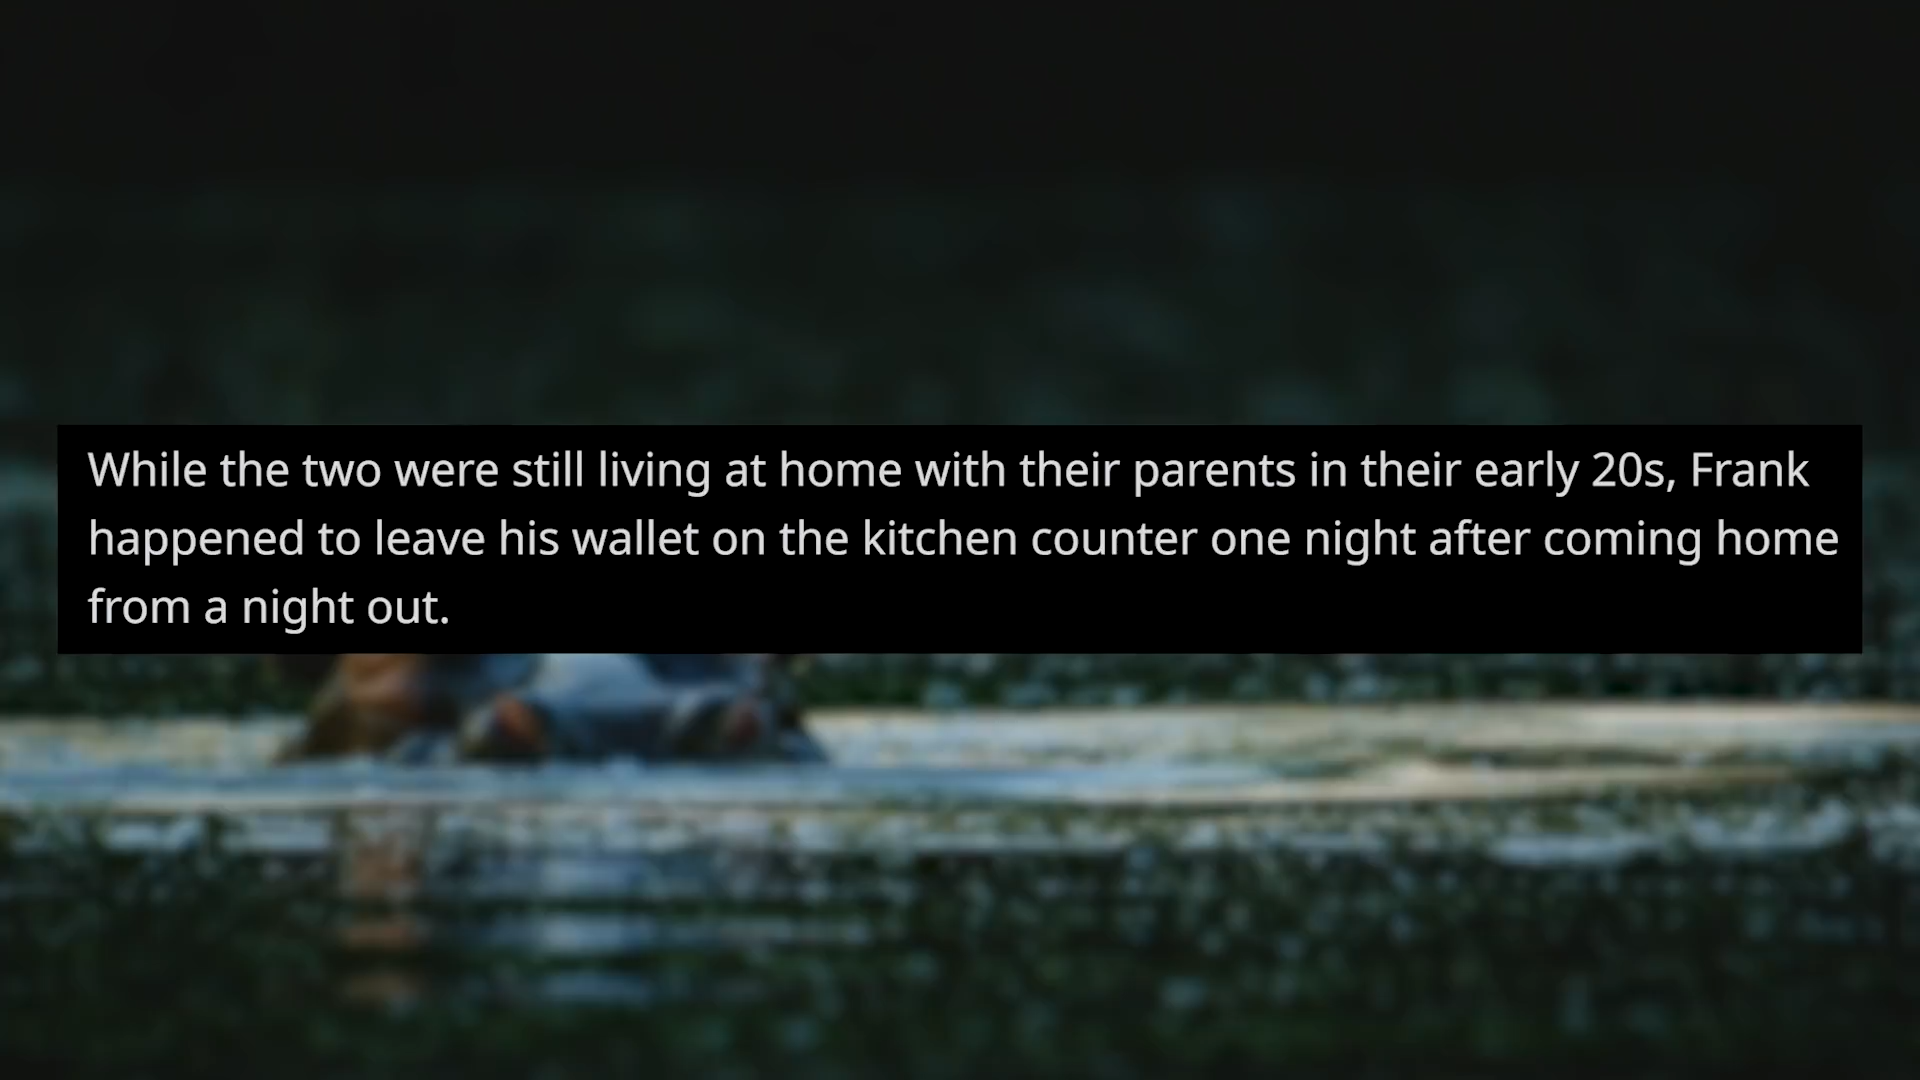 While the two were still living at home with their parents in their early 20s, Frank
happened to leave his wallet on the kitchen counter one night after coming home
from a night out.